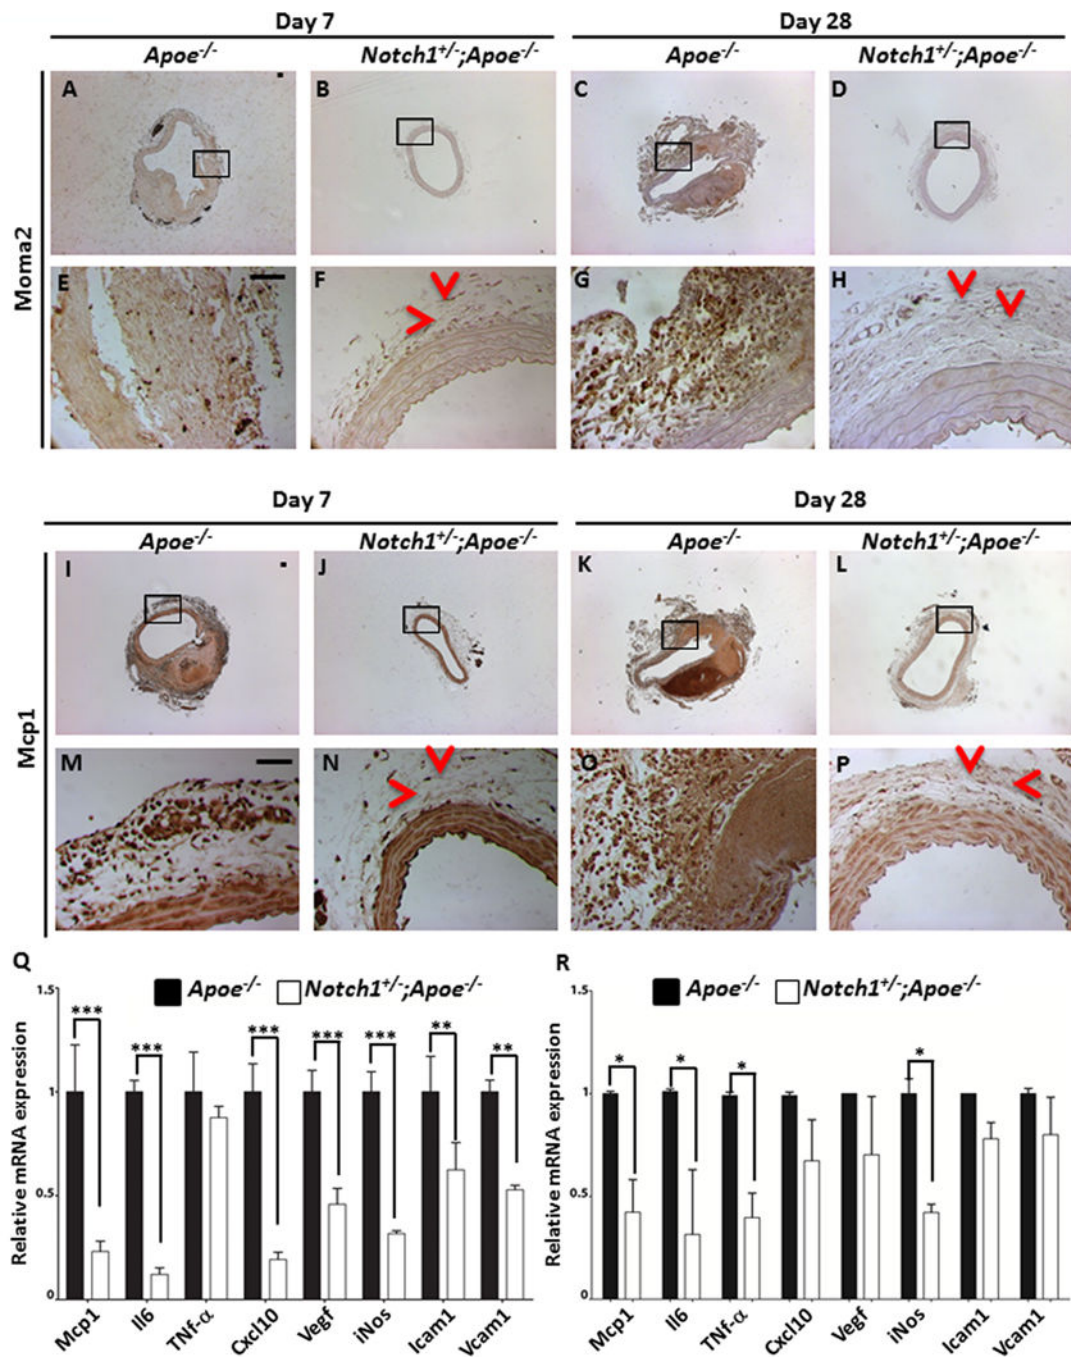 Day 7 Day 28
Apoe-/- Notch1+/-;Apoe-/- Apoe-/- Notch1+/-;Apoe-/-
A B C D
Moma2
E F G H
Day 7 Day 28
Apoe-/- Notch1+/-;Apoe-/- Apoe-/- Notch1+/-;Apoe-/-
I J K L
Mcp1
M N O P
Q
Apoe-/- Notch1+/-;Apoe-/-
Relative mRNA expression
1.5
1
0.5
0
*** *** *** *** *** ** **
Mcp1 Il6 TNf-α Cxcl10 Vegf iNos Icam1 Vcam1
R
Apoe-/- Notch1+/-;Apoe-/-
Relative mRNA expression
1.5
1
0.5
0
* * * *
Mcp1 Il6 TNf-α Cxcl10 Vegf iNos Icam1 Vcam1